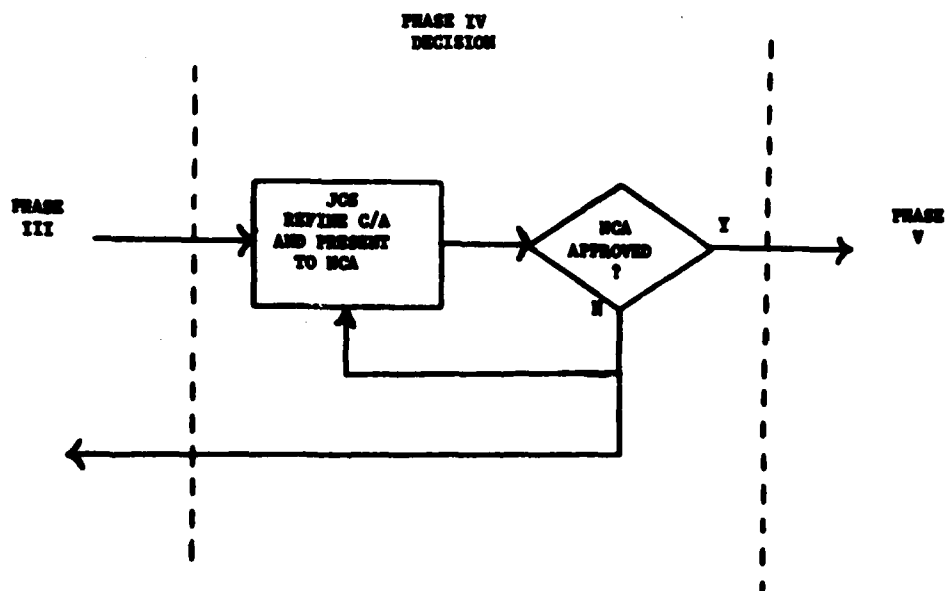 PHASE IV
DECISION
PHASE
III
JCS
REFINE C/A
AND PRESENT
TO NCA
NCA
APPROVED
?
Y
N
PHASE
V